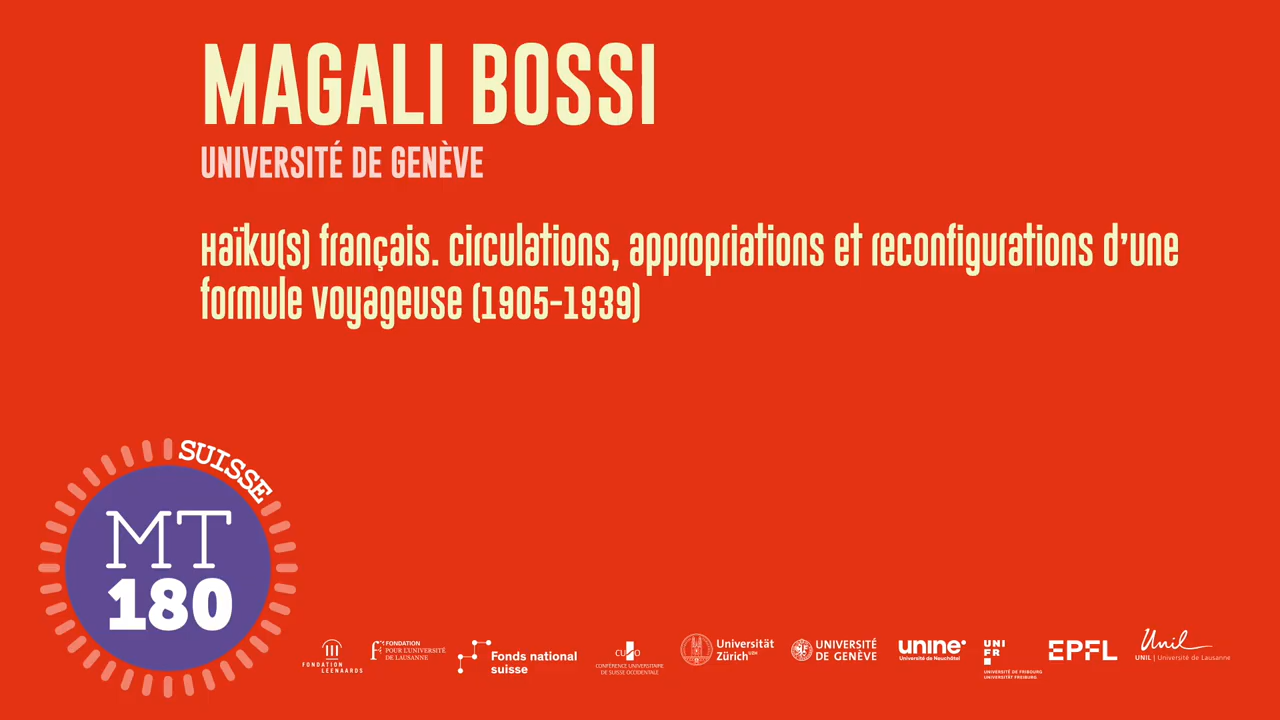 MAGALI BOSSI
UNIVERSITÉ DE GENÈVE
Haïku(s) français. circulations, appropriations et reconfigurations d'une
formule voyageuse (1905-1939)
SUISSE
MT
180
FONDATION
LEENAARDS
FONDATION
POUR L'UNIVERSITÉ
DE LAUSANNE
Fonds national
suisse
CUSO
CONFÉRENCE UNIVERSITAIRE
DE SUISSE OCCIDENTALE
Universität
Zürich UZH
UNIVERSITÉ
DE GENÈVE
unine
Université de Neuchâtel
UNI
FR
UNIVERSITÉ DE FRIBOURG
UNIVERSITÄT FREIBURG
EPFL
Unil
UNIL | Université de Lausanne